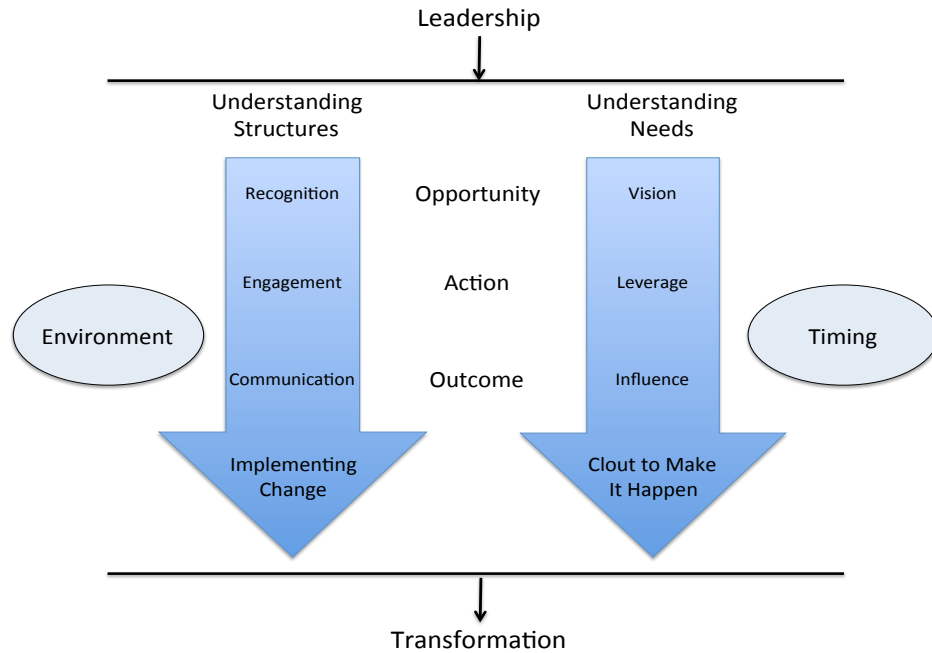 Leadership
Understanding
Structures
Understanding
Needs
Recognition
Opportunity
Vision
Engagement
Action
Leverage
Environment
Timing
Communication
Outcome
Influence
Implementing
Change
Clout to Make
It Happen
Transformation